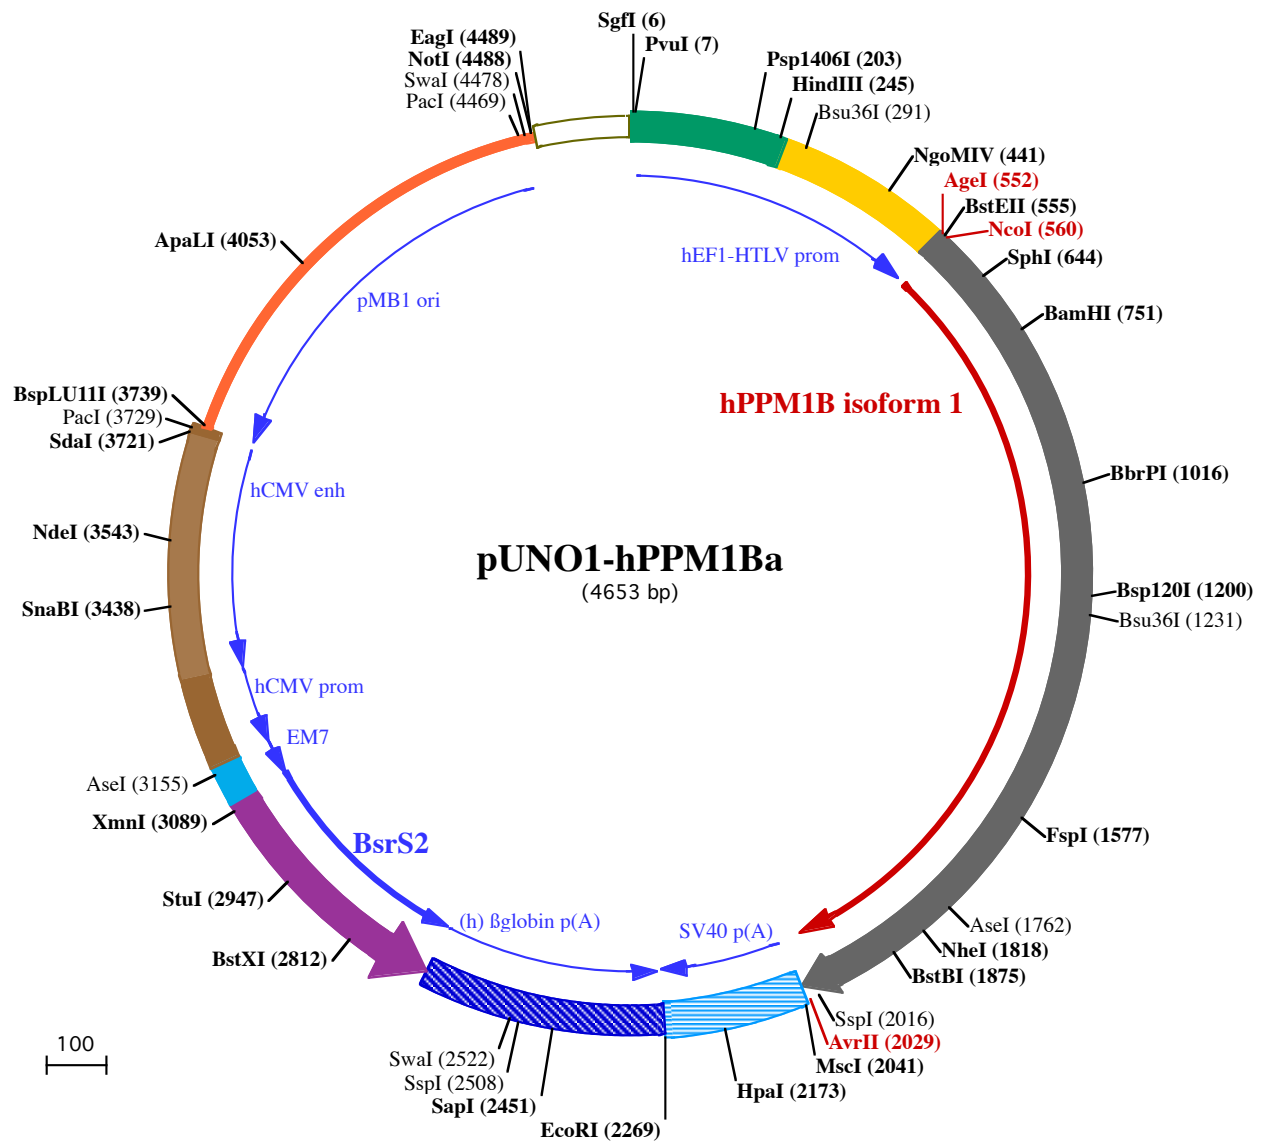 SgfI (6)
PvuI (7)
EagI (4489)
NotI (4488)
SwaI (4478)
PacI (4469)
Psp1406I (203)
HindIII (245)
Bsu36I (291)
NgoMIV (441)
AgeI (552)
BstEII (555)
NcoI (560)
SphI (644)
BamHI (751)
ApaLI (4053)
hEF1-HTLV prom
pMB1 ori
BspLU11I (3739)
PacI (3729)
SdaI (3721)
hPPM1B isoform 1
BbrPI (1016)
hCMV enh
NdeI (3543)
SnaBI (3438)
pUNO1-hPPM1Ba
(4653 bp)
Bsp120I (1200)
Bsu36I (1231)
hCMV prom
EM7
AseI (3155)
XmnI (3089)
BsrS2
FspI (1577)
StuI (2947)
BstXI (2812)
(h) ßglobin p(A)
SV40 p(A)
AseI (1762)
NheI (1818)
BstBI (1875)
SspI (2016)
AvrII (2029)
MscI (2041)
HpaI (2173)
100
SwaI (2522)
SspI (2508)
SapI (2451)
EcoRI (2269)